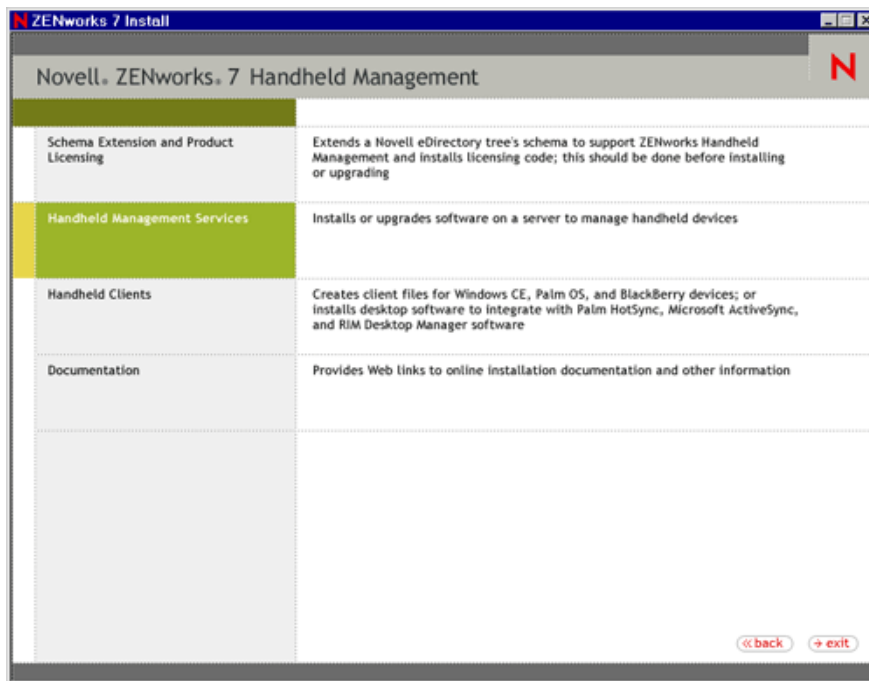 ZENworks 7 Install
Novell® ZENworks® 7 Handheld Management
Schema Extension and Product
Licensing
Extends a Novell eDirectory tree's schema to support ZENworks Handheld
Management and installs licensing code; this should be done before installing
or upgrading
Handheld Management Services
Installs or upgrades software on a server to manage handheld devices
Handheld Clients
Creates client files for Windows CE, Palm OS, and BlackBerry devices; or
installs desktop software to integrate with Palm HotSync, Microsoft ActiveSync,
and RIM Desktop Manager software
Documentation
Provides Web links to online installation documentation and other information
back
exit